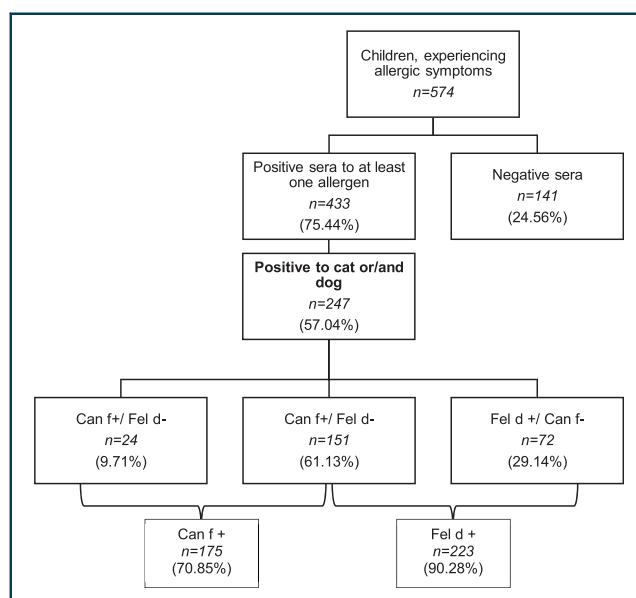 Children, experiencing
allergic symptoms
n=574
Positive sera to at least
one allergen
n=433
(75.44%)
Negative sera
n=141
(24.56%)
Positive to cat or/and
dog
n=247
(57.04%)
Can f+/ Fel d-
n=24
(9.71%)
Can f+/ Fel d-
n=151
(61.13%)
Fel d +/ Can f-
n=72
(29.14%)
Can f +
n=175
(70.85%)
Fel d +
n=223
(90.28%)